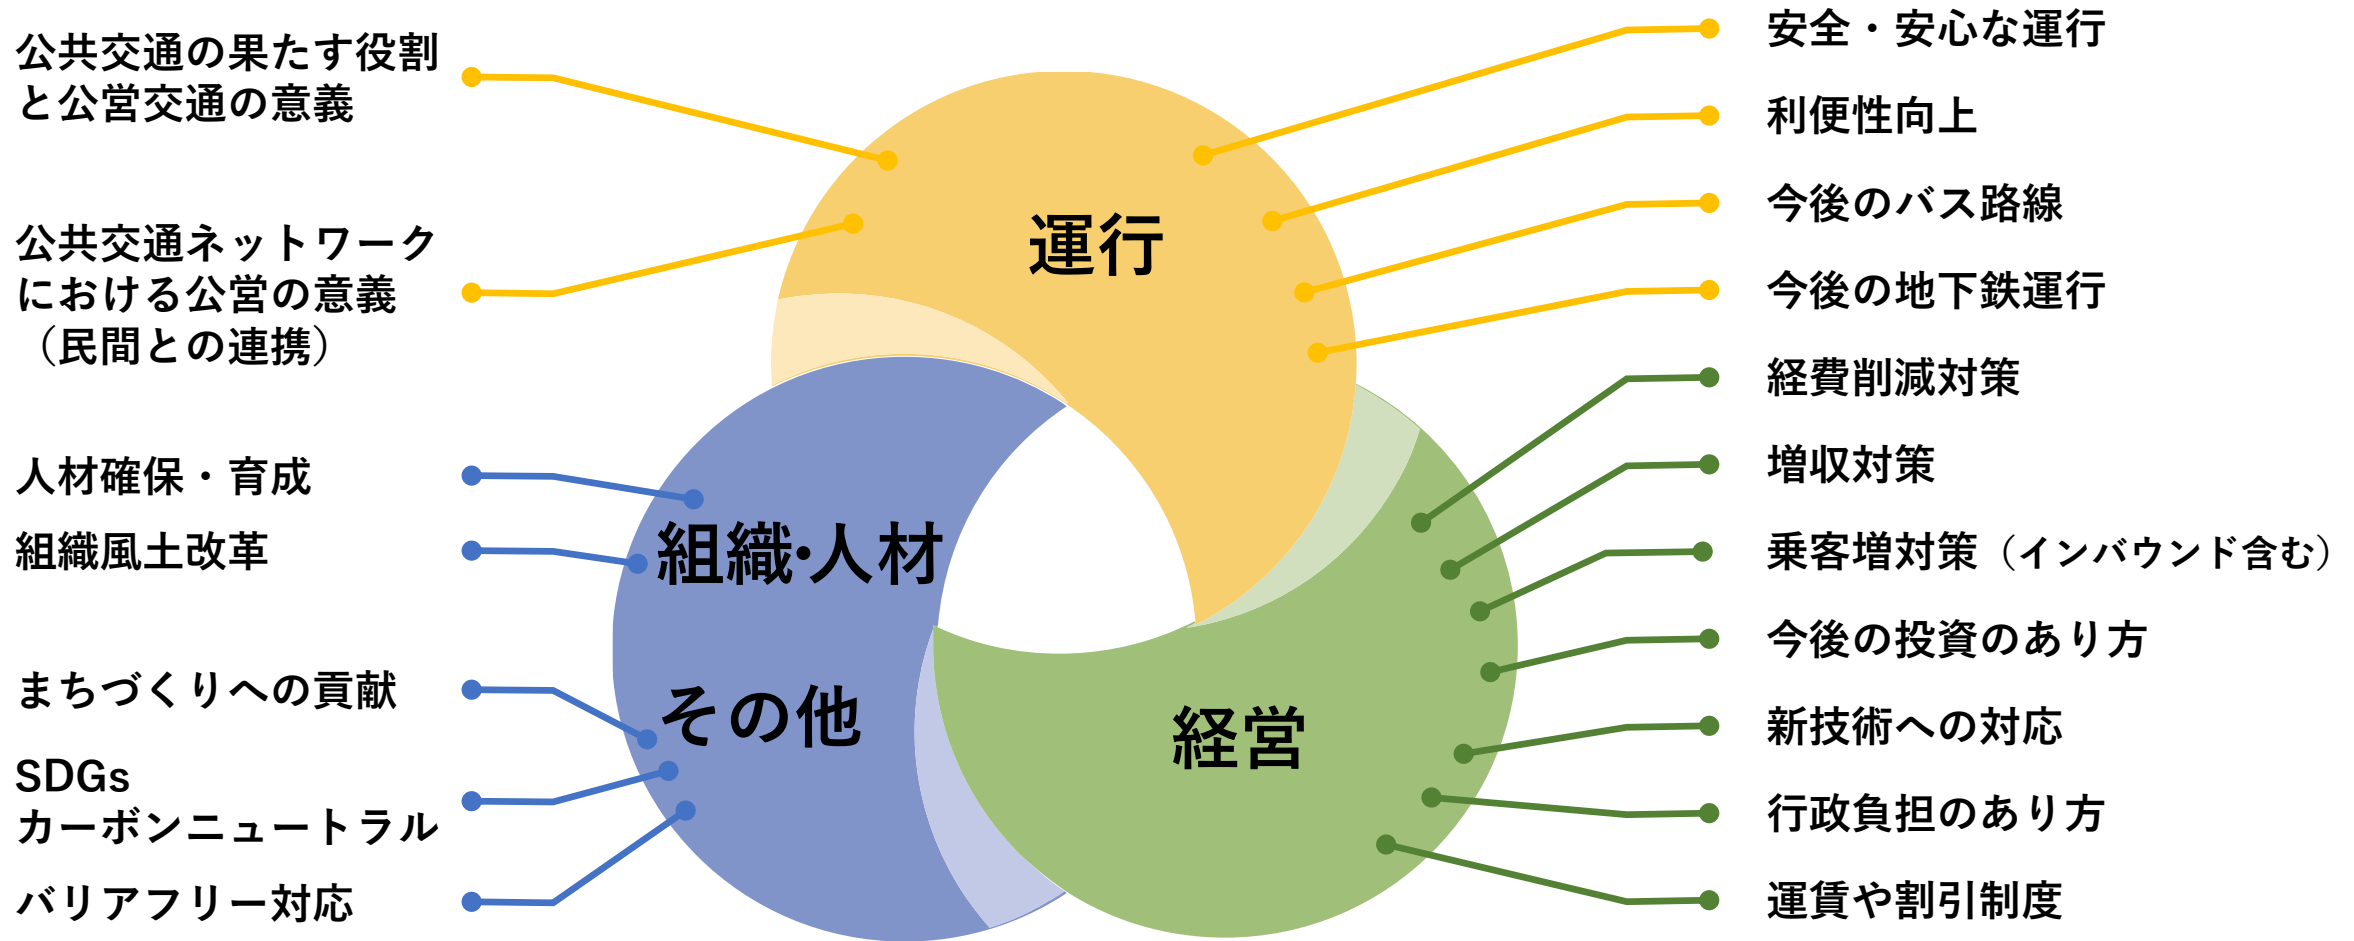 公共交通の果たす役割
と公営交通の意義
公共交通ネットワーク
における公営の意義
（民間との連携）
人材確保・育成
組織風土改革
まちづくりへの貢献
SDGs
カーボンニュートラル
バリアフリー対応
運行
組織・人材
その他
経営
安全・安心な運行
利便性向上
今後のバス路線
今後の地下鉄運行
経費削減対策
増収対策
乗客増対策（インバウンド含む）
今後の投資のあり方
新技術への対応
行政負担のあり方
運賃や割引制度